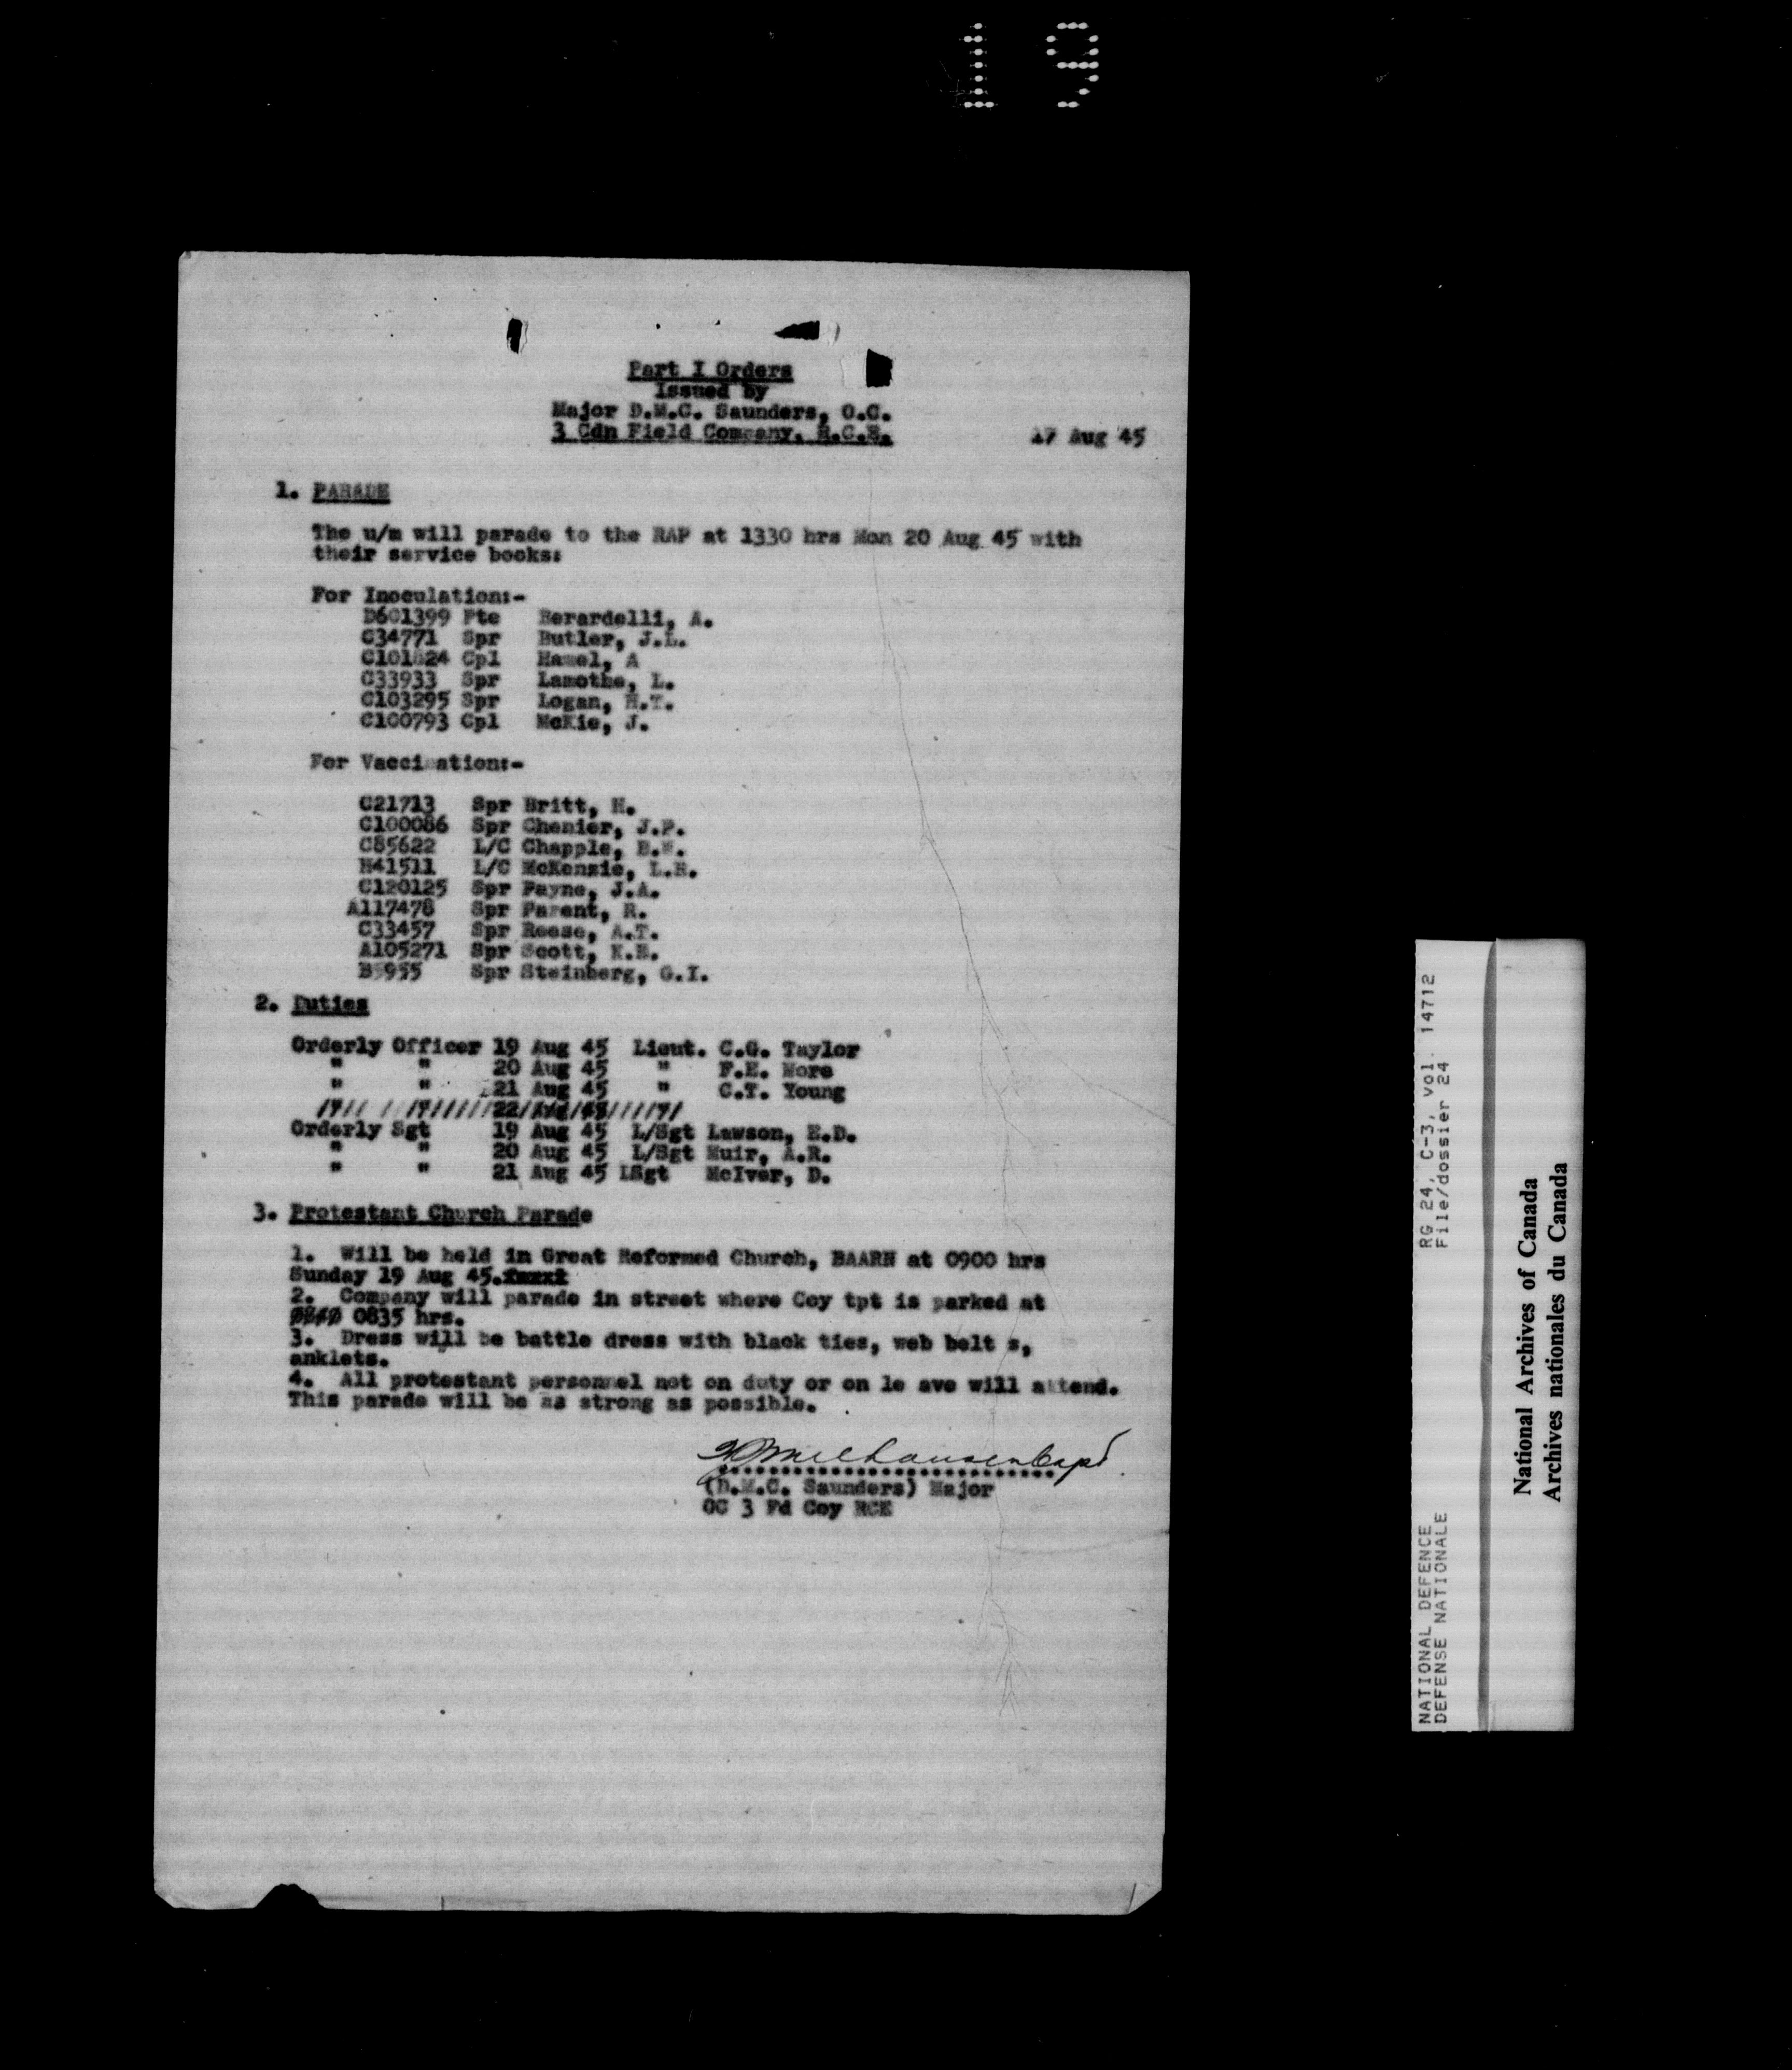 19
Part I Orders
Issued by
Major D.M.C. Saunders, O.C.
3 Cdn Field Company, R.C.E.
17 Aug 45
1. PARADE
The u/m will parade to the RAP at 1330 hrs Mon 20 Aug 45 with
their service books:
For Inoculation:-
D601399 Pte Berardelli, A.
C34771 Spr Butler, J.L.
Cpl Hamel, A
C33933 Spr Lamothe, L.
C103295 Spr Logan, H.T.
C100793 Cpl McKie, J.
For Vaccination:-
C21713 Spr Britt, H.
C100086 Spr Chenier, J.P.
C85622 L/C Chapple,
H41511 L/C McKenzie,
C120125 Spr Payne, J.A.
A117478 Spr Parent, R.
C33457 Spr Reese, A.T.
A105271 Spr Scott,
Spr Steinberg, G.I.
2. Duties
Orderly Officer 19 Aug 45 Lieut. C.G. Taylor
" " 20 Aug 45 " F.E. More
" " 21 Aug 45 " C.T. Young
22
Orderly Sgt 19 Aug 45 L/Sgt Lawson, E.D.
" " 20 Aug 45 L/Sgt Muir, A.R.
" " 21 Aug 45 LSgt McIver, D.
3. Protestant Church Parade
1. Will be held in Great Reformed Church, BAARN at 0900 hrs
Sunday 19 Aug 45.
2. Company will parade in street where Coy tpt is parked at
0835 hrs.
3. Dress will be battle dress with black ties, web belt s,
anklets.
4. All protestant personnel not on duty or on le ave will attend.
This parade will be as strong as possible.
Capt
(D.M.C. Saunders) Major
OC 3 Fd Coy RCE
NATIONAL DEFENCE RG 24, C-3, vol. 14712
DEFENSE NATIONALE File/dossier 24
National Archives of Canada
Archives nationales du Canada